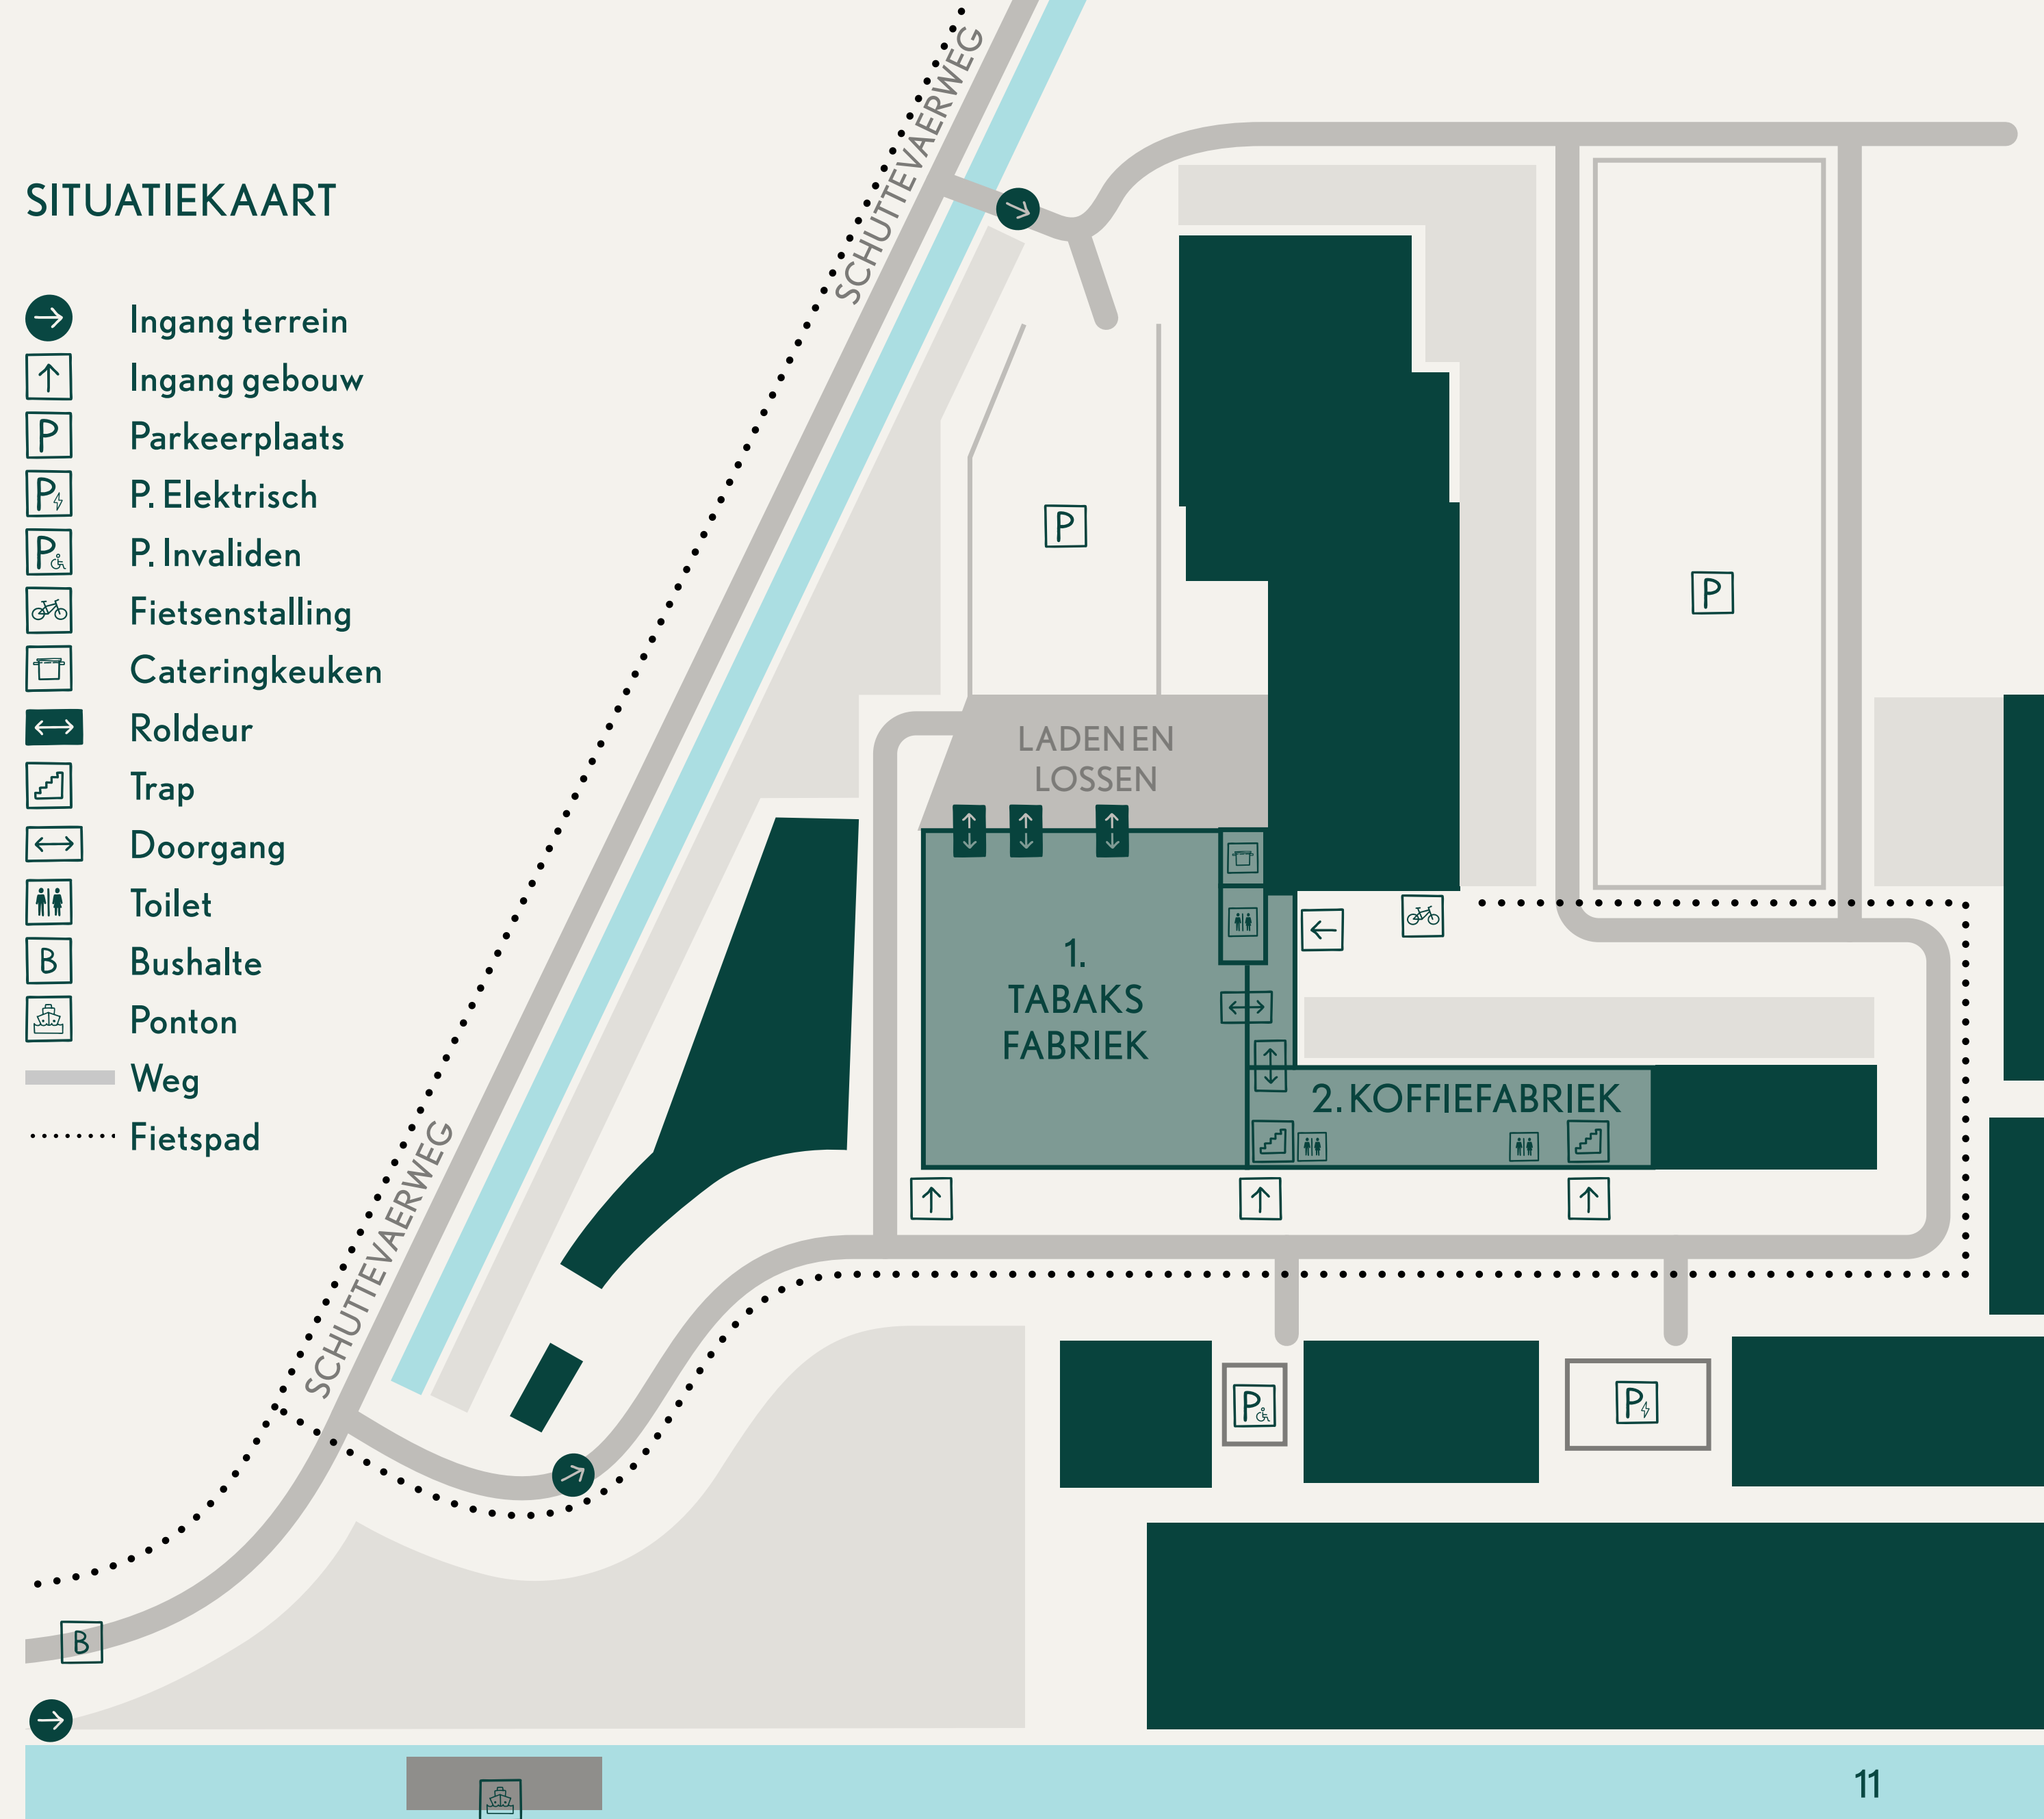 SITUATIEKAART
Ingang terrein
Ingang gebouw
P Parkeerplaats
P P. Elektrisch
P P. Invaliden
Fietsenstalling
Cateringkeuken
Roldeur
Trap
Doorgang
Toilet
B Bushalte
Ponton
Weg
Fietspad
SCHUTTEVAERWEG
SCHUTTEVAERWEG
P
P
LADEN EN
LOSSEN
1.
TABAKS
FABRIEK
2. KOFFIEFABRIEK
P
P
B
11